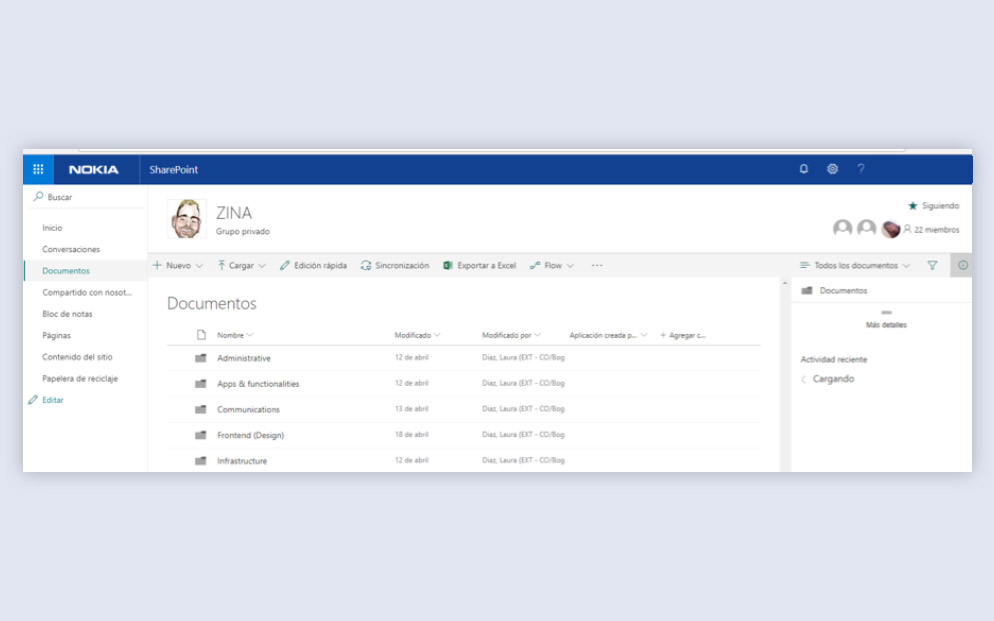 NOKIA
SharePoint
?
Buscar
Inicio
Conversaciones
Documentos
Compartido con nosot...
Bloc de notas
Páginas
Contenido del sitio
Papelera de reciclaje
Editar
ZINA
Grupo privado
Siguiendo
22 miembros
+ Nuevo Cargar Edición rápida Sincronización Exportar a Excel Flow ...
Todos los documentos
Documentos
Nombre Modificado Modificado por Aplicación creada p... + Agregar c...
Administrative 12 de abril Diaz, Laura (EXT - CO/Bog
Apps & functionalities 12 de abril Diaz, Laura (EXT - CO/Bog
Communications 13 de abril Diaz, Laura (EXT - CO/Bog
Frontend (Design) 18 de abril Diaz, Laura (EXT - CO/Bog
Infrastructure 12 de abril Diaz, Laura (EXT - CO/Bog
Documentos
Más detalles
Actividad reciente
Cargando